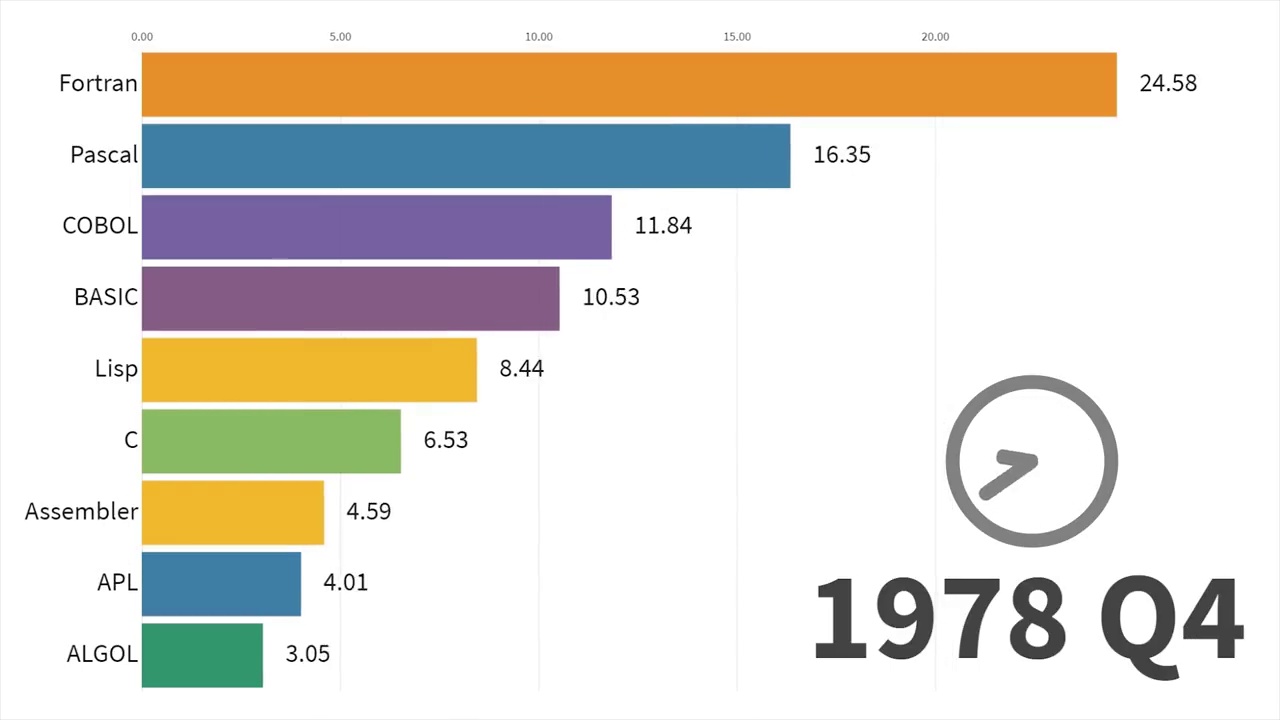 0.00 5.00 10.00 15.00 20.00
Fortran 24.58
Pascal 16.35
COBOL 11.84
BASIC 10.53
Lisp 8.44
C 6.53
Assembler 4.59
APL 4.01
ALGOL 3.05
1978 Q4